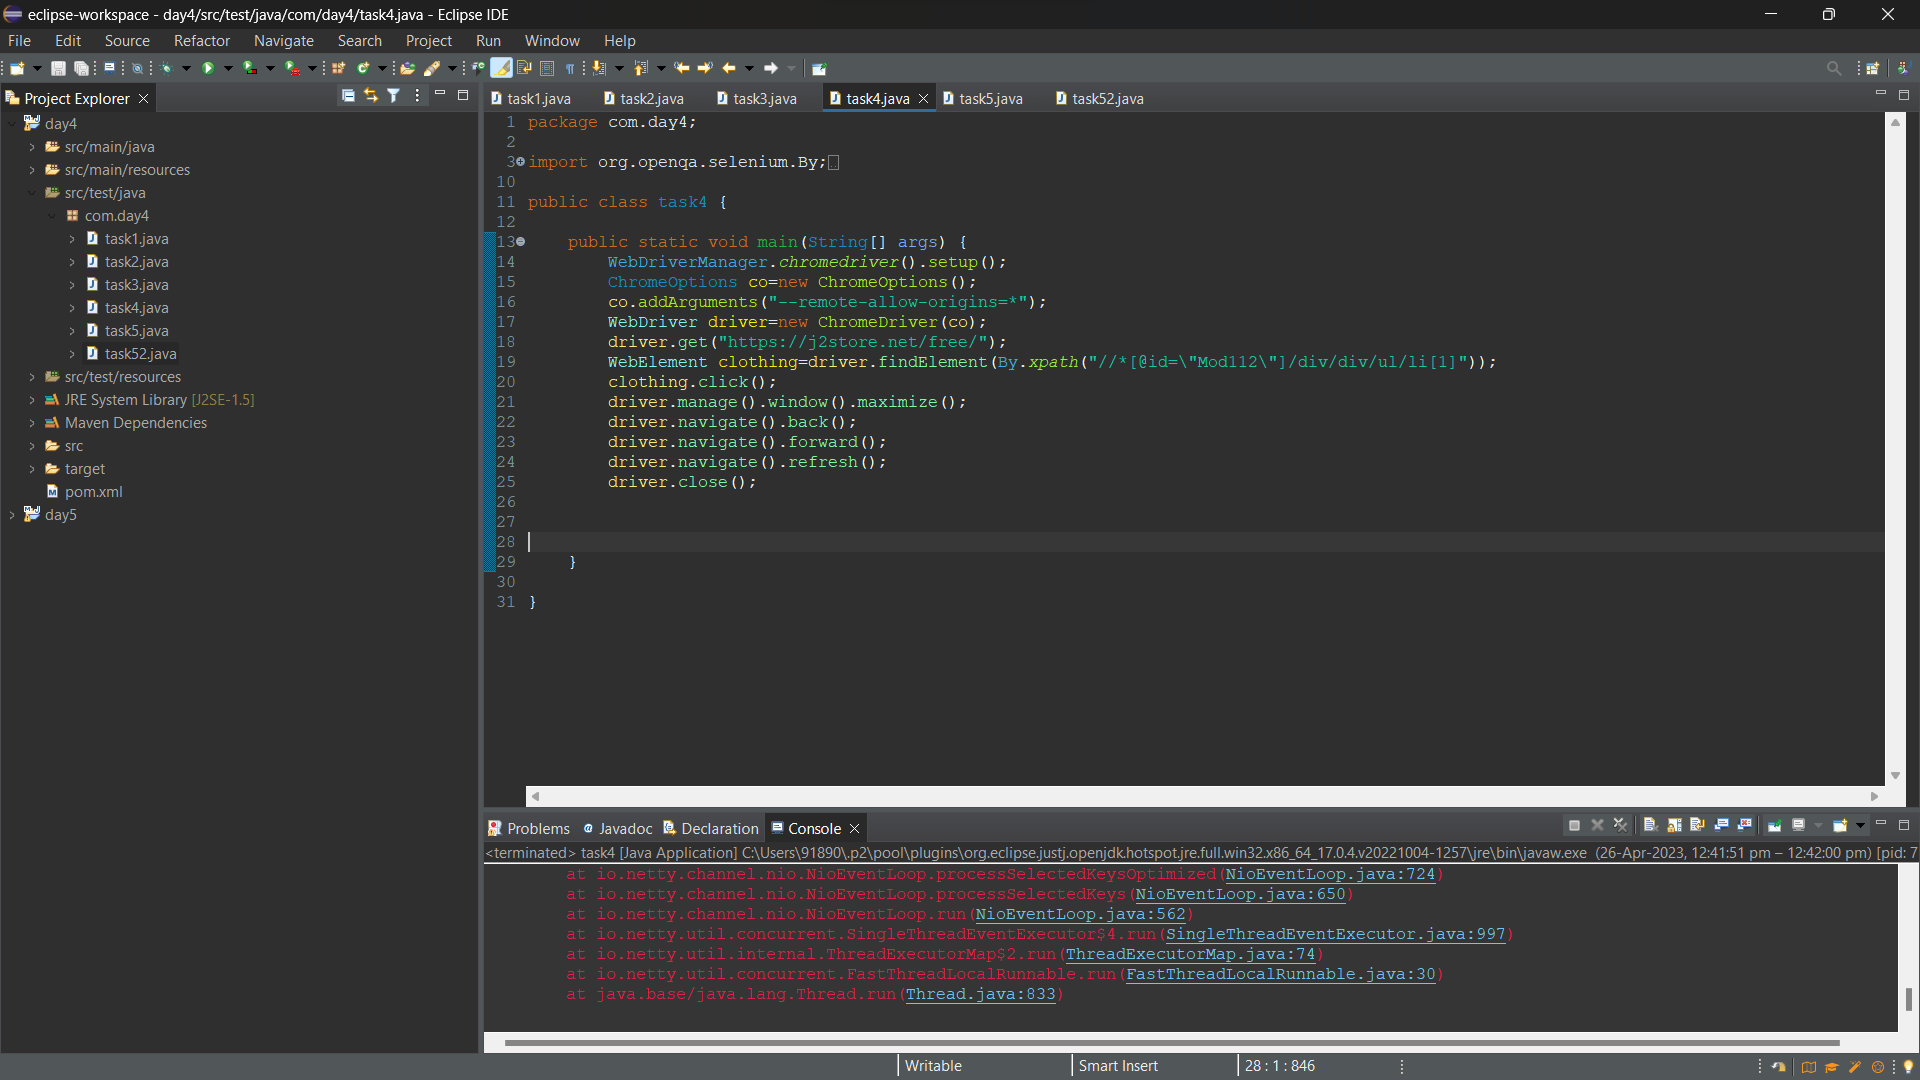 eclipse-workspace - day4/src/test/java/com/day4/task4.java - Eclipse IDE
File Edit Source Refactor Navigate Search Project Run Window Help
Project Explorer
day4
src/main/java
src/main/resources
src/test/java
com.day4
task1.java
task2.java
task3.java
task4.java
task5.java
task52.java
src/test/resources
JRE System Library [J2SE-1.5]
Maven Dependencies
src
target
pom.xml
day5
task1.java task2.java task3.java task4.java task5.java task52.java
1 package com.day4;
2
3 import org.openqa.selenium.By;
10
11 public class task4 {
12
13 public static void main(String[] args) {
14 WebDriverManager.chromedriver().setup();
15 ChromeOptions co=new ChromeOptions();
16 co.addArguments("--remote-allow-origins=*");
17 WebDriver driver=new ChromeDriver(co);
18 driver.get("https://j2store.net/free/");
19 WebElement clothing=driver.findElement(By.xpath("//*[@id=\"Mod112\"]/div/div/ul/li[1]"));
20 clothing.click();
21 driver.manage().window().maximize();
22 driver.navigate().back();
23 driver.navigate().forward();
24 driver.navigate().refresh();
25 driver.close();
26
27
28
29 }
30
31 }
Problems Javadoc Declaration Console
<terminated> task4 [Java Application] C:\Users\91890\.p2\pool\plugins\org.eclipse.justj.openjdk.hotspot.jre.full.win32.x86_64_17.0.4.v20221004-1257\jre\bin\javaw.exe (26-Apr-2023, 12:41:51 pm – 12:42:00 pm) [pid: 7
at io.netty.channel.nio.NioEventLoop.processSelectedKeysOptimized(NioEventLoop.java:724)
at io.netty.channel.nio.NioEventLoop.processSelectedKeys(NioEventLoop.java:650)
at io.netty.channel.nio.NioEventLoop.run(NioEventLoop.java:562)
at io.netty.util.concurrent.SingleThreadEventExecutor$4.run(SingleThreadEventExecutor.java:997)
at io.netty.util.internal.ThreadExecutorMap$2.run(ThreadExecutorMap.java:74)
at io.netty.util.concurrent.FastThreadLocalRunnable.run(FastThreadLocalRunnable.java:30)
at java.base/java.lang.Thread.run(Thread.java:833)
Writable Smart Insert 28 : 1 : 846